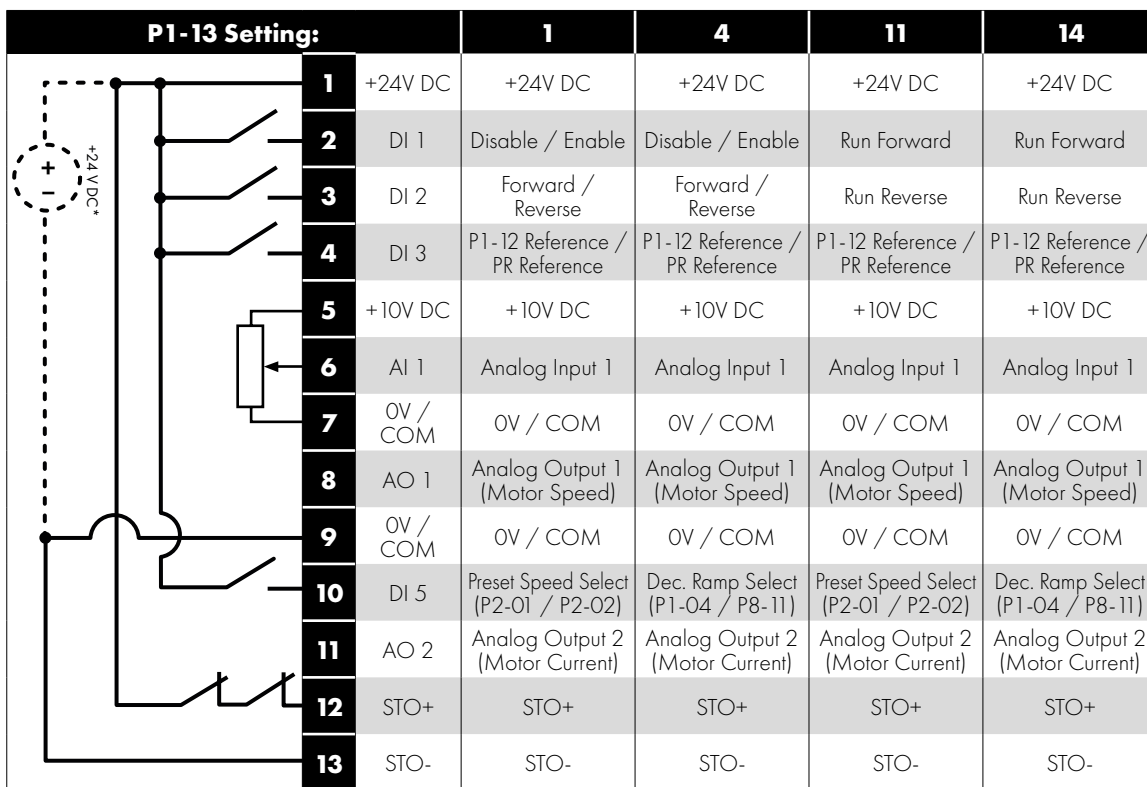 P1-13 Setting: 1 4 11 14
1 +24V DC +24V DC +24V DC +24V DC +24V DC
2 DI 1 Disable / Enable Disable / Enable Run Forward Run Forward
3 DI 2 Forward / Reverse Forward / Reverse Run Reverse Run Reverse
4 DI 3 P1-12 Reference / PR Reference P1-12 Reference / PR Reference P1-12 Reference / PR Reference P1-12 Reference / PR Reference
5 +10V DC +10V DC +10V DC +10V DC +10V DC
6 AI 1 Analog Input 1 Analog Input 1 Analog Input 1 Analog Input 1
7 0V / COM 0V / COM 0V / COM 0V / COM 0V / COM
8 AO 1 Analog Output 1 (Motor Speed) Analog Output 1 (Motor Speed) Analog Output 1 (Motor Speed) Analog Output 1 (Motor Speed)
9 0V / COM 0V / COM 0V / COM 0V / COM 0V / COM
10 DI 5 Preset Speed Select (P2-01 / P2-02) Dec. Ramp Select (P1-04 / P8-11) Preset Speed Select (P2-01 / P2-02) Dec. Ramp Select (P1-04 / P8-11)
11 AO 2 Analog Output 2 (Motor Current) Analog Output 2 (Motor Current) Analog Output 2 (Motor Current) Analog Output 2 (Motor Current)
12 STO+ STO+ STO+ STO+ STO+
13 STO- STO- STO- STO- STO-
+24 V DC*
+
−